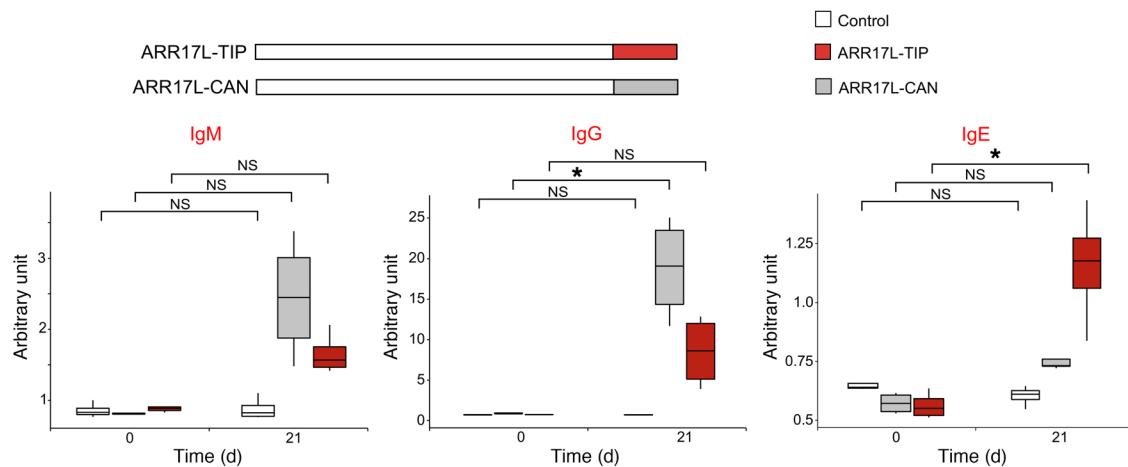 Control
ARR17L-TIP
ARR17L-CAN
ARR17L-TIP
ARR17L-CAN
IgM
NS
NS
NS
Arbitrary unit
3
2
1
0
21
Time (d)
IgG
NS
*
NS
Arbitrary unit
25
20
15
10
5
0
0
21
Time (d)
IgE
*
NS
NS
Arbitrary unit
1.25
1.0
0.75
0.5
0
21
Time (d)